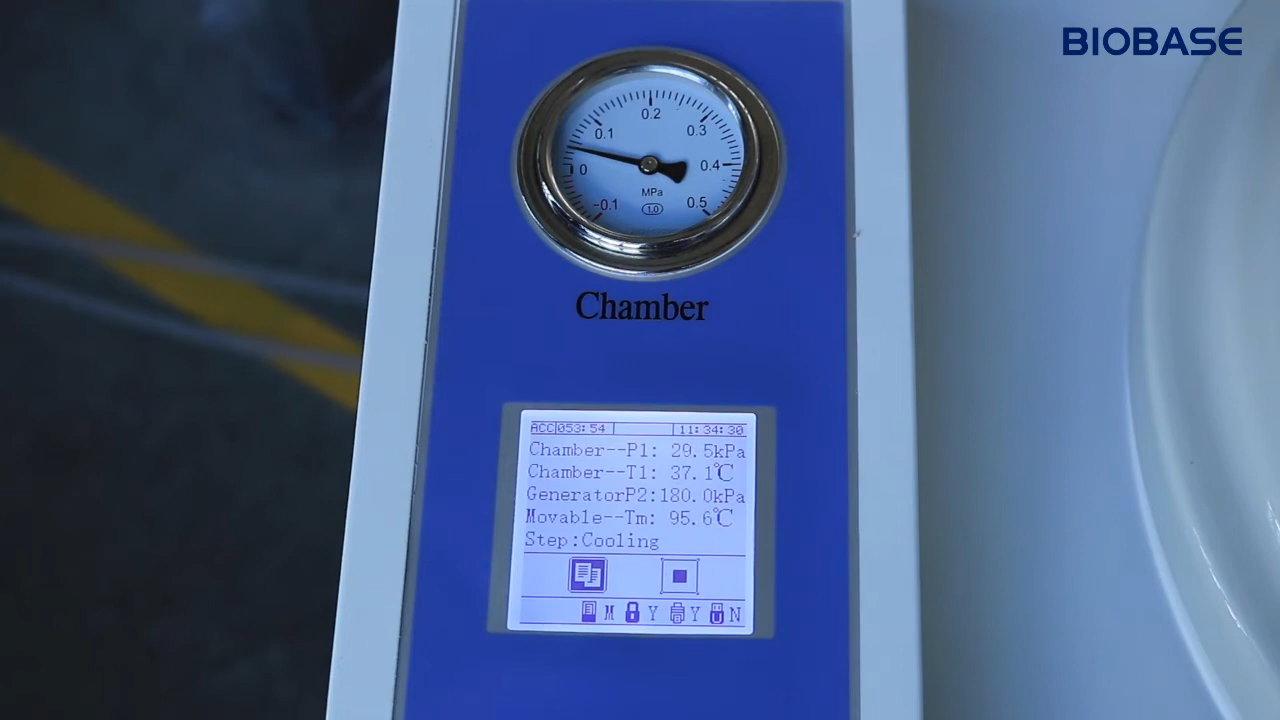 BIOBASE
0.2
0.1
0.3
0
0.4
MPa
-0.1
0.5
1.0
Chamber
ACC 053:54 11:34:30
Chamber--P1: 29.5kPa
Chamber--T1: 37.1℃
GeneratorP2:180.0kPa
Movable--Tm: 95.6℃
Step:Cooling
M Y Y N